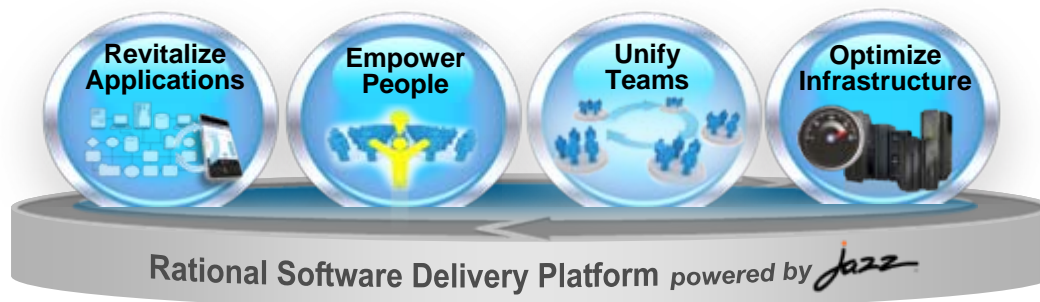 Revitalize
Applications
Empower
People
Unify
Teams
Optimize
Infrastructure
Rational Software Delivery Platform powered by jazz